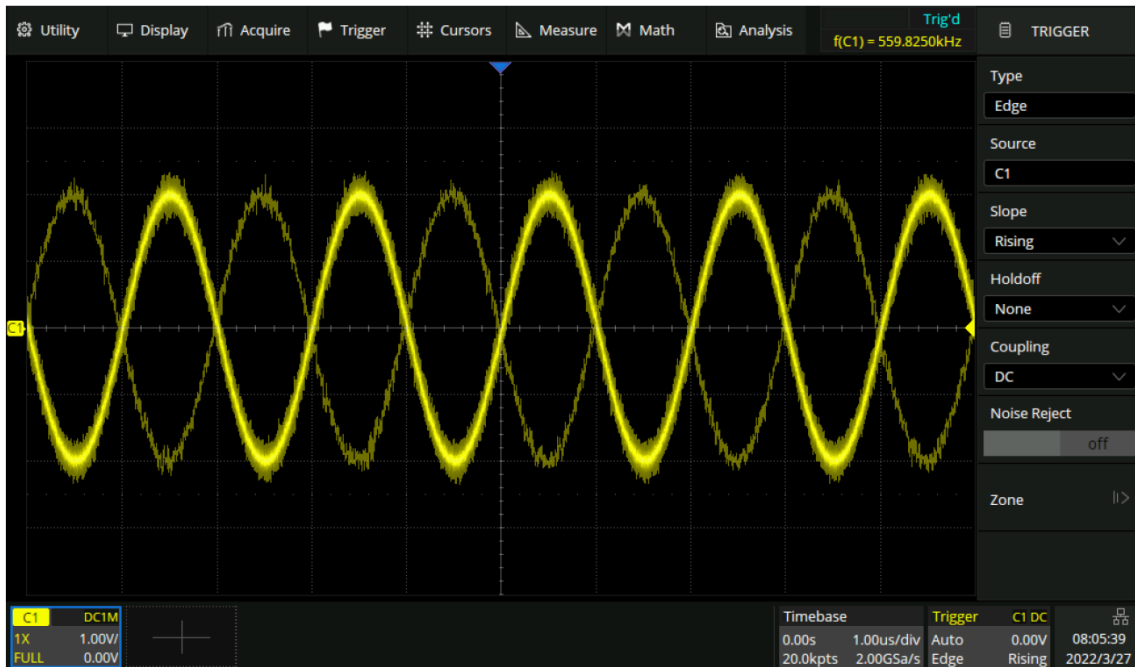 Utility Display Acquire Trigger Cursors Measure Math Analysis
Trig'd
f(C1) = 559.8250kHz
TRIGGER
Type
Edge
Source
C1
Slope
Rising
Holdoff
None
Coupling
DC
Noise Reject
off
Zone
C1
C1 DC1M
1X 1.00V/
FULL 0.00V
Timebase
0.00s 1.00us/div
20.0kpts 2.00GSa/s
Trigger C1 DC
Auto 0.00V
Edge Rising
08:05:39
2022/3/27